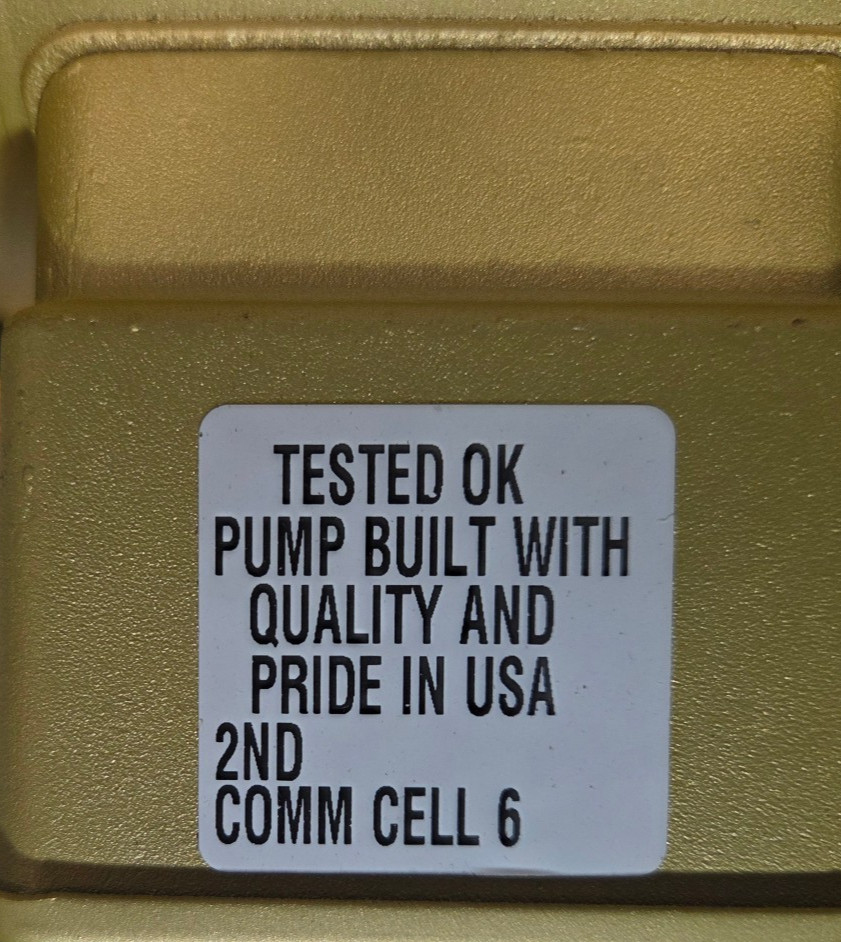 TESTED OK
PUMP BUILT WITH
QUALITY AND
PRIDE IN USA
2ND
COMM CELL 6